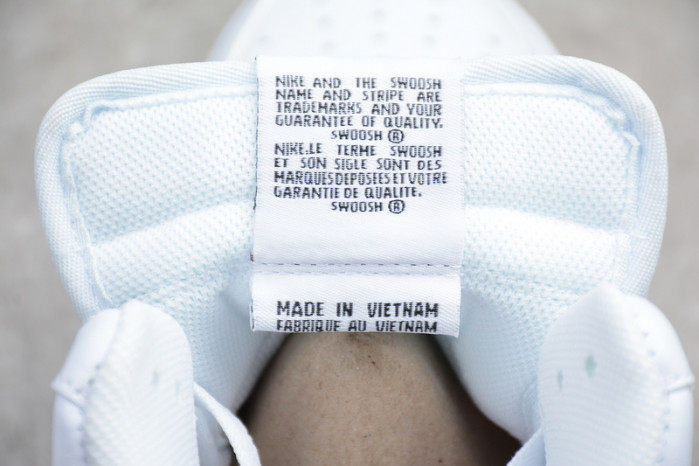 NIKE AND THE SWOOSH
NAME AND STRIPE ARE
TRADEMARKS AND YOUR
GUARANTEE OF QUALITY.
SWOOSH ®
NIKE.LE TERME SWOOSH
ET SON SIGLE SONT DES
MARQUESDEPOSEESETVOTRE
GARANTIE DE QUALITE.
SWOOSH ®
MADE IN VIETNAM
FABRIQUE AU VIETNAM